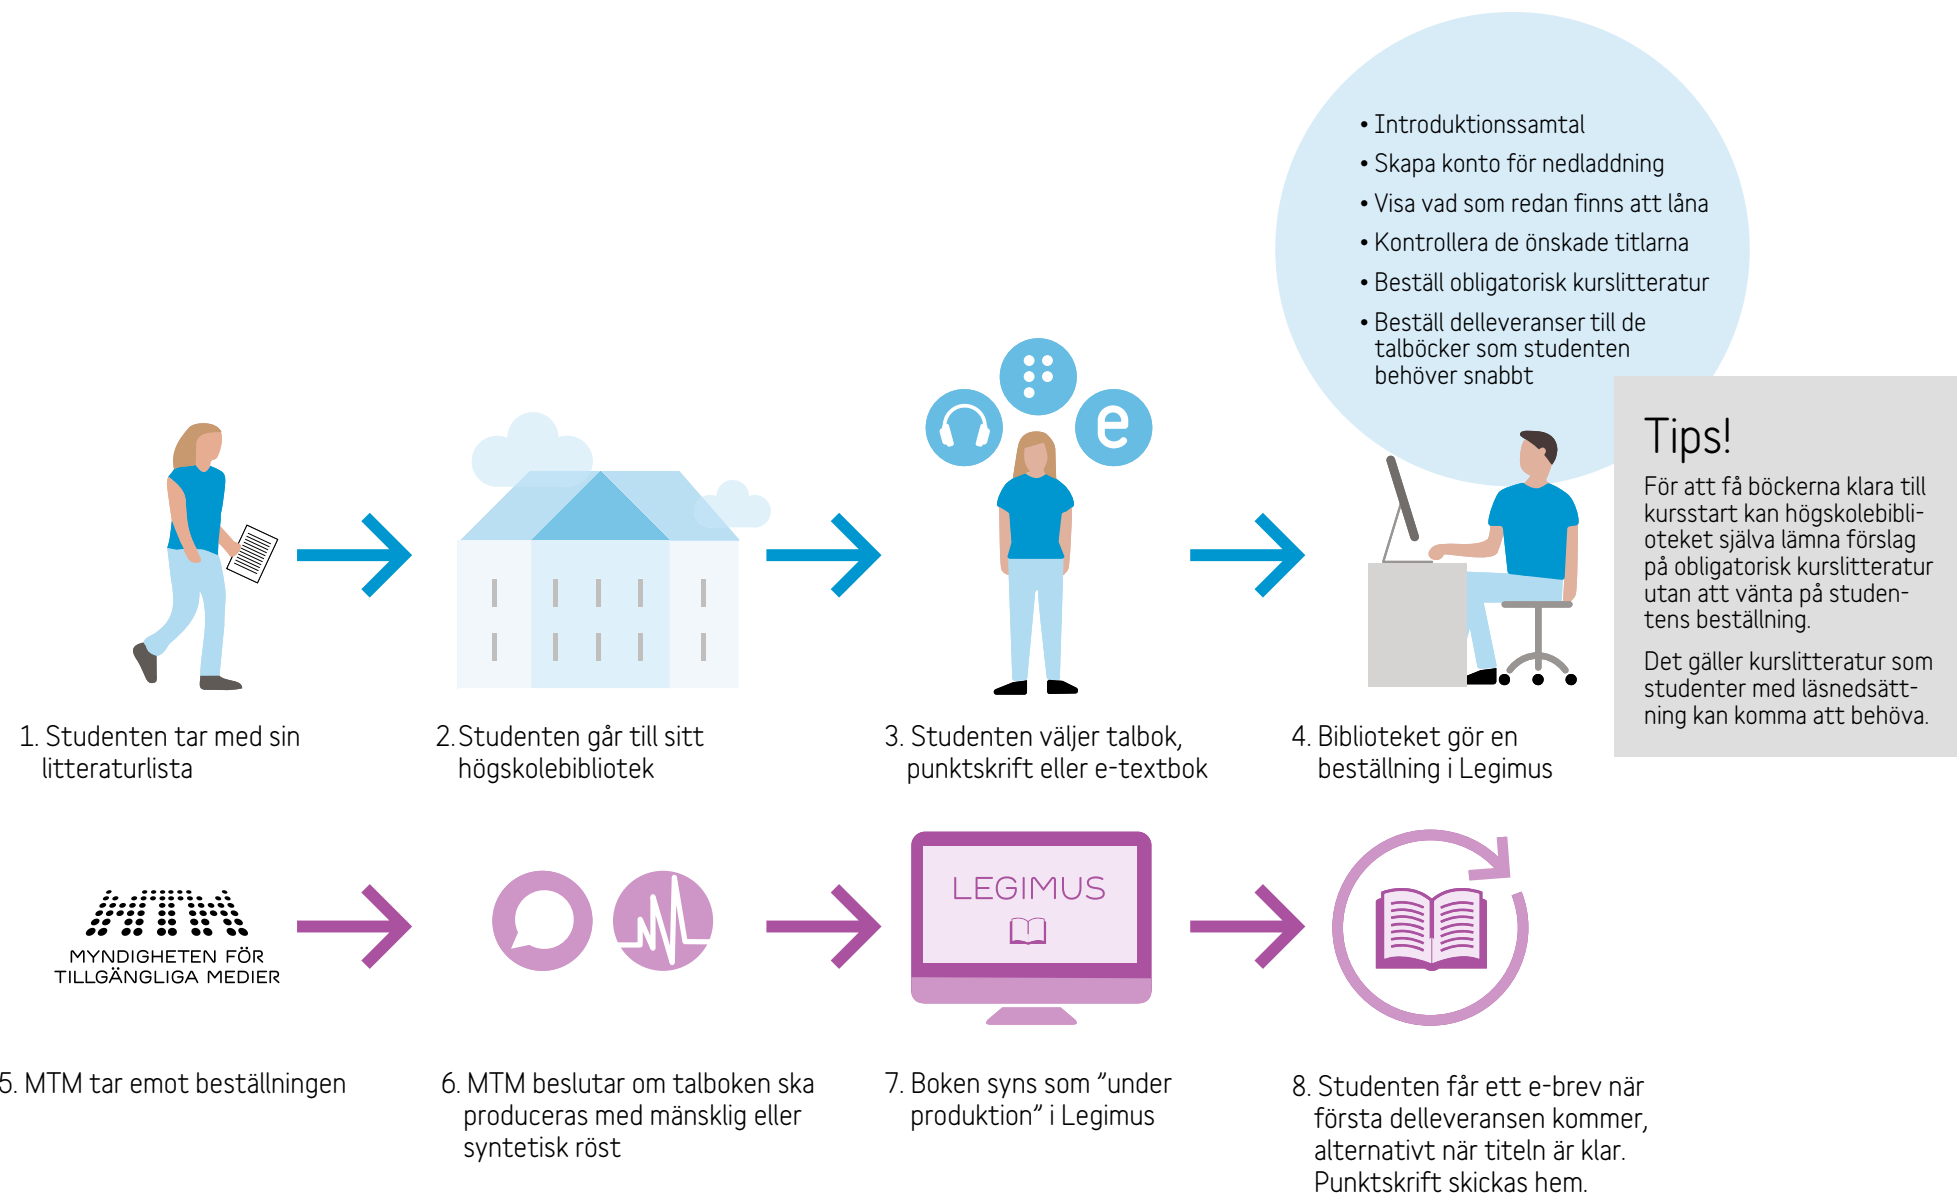 • Introduktionssamtal
• Skapa konto för nedladdning
• Visa vad som redan finns att låna
• Kontrollera de önskade titlarna
• Beställ obligatorisk kurslitteratur
• Beställ delleveranser till de
talböcker som studenten
behöver snabbt
Tips!
För att få böckerna klara till
kursstart kan högskolebibli-
oteket själva lämna förslag
på obligatorisk kurslitteratur
utan att vänta på studen-
tens beställning.
Det gäller kurslitteratur som
studenter med läsnedsätt-
ning kan komma att behöva.
e
1. Studenten tar med sin
litteraturlista
2. Studenten går till sitt
högskolebibliotek
3. Studenten väljer talbok,
punktskrift eller e-textbok
4. Biblioteket gör en
beställning i Legimus
MTM
MYNDIGHETEN FÖR
TILLGÄNGLIGA MEDIER
LEGIMUS
5. MTM tar emot beställningen
6. MTM beslutar om talboken ska
produceras med mänsklig eller
syntetisk röst
7. Boken syns som ”under
produktion” i Legimus
8. Studenten får ett e-brev när
första delleveransen kommer,
alternativt när titeln är klar.
Punktskrift skickas hem.